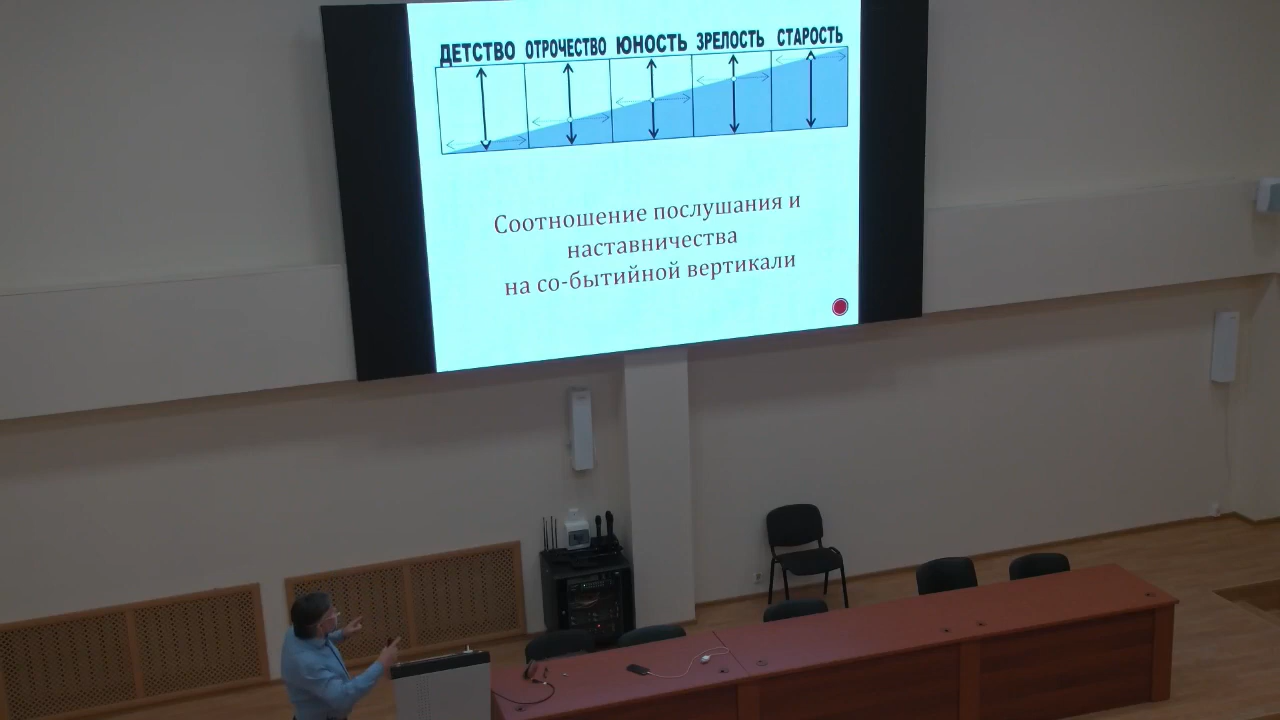 ДЕТСТВО ОТРОЧЕСТВО ЮНОСТЬ ЗРЕЛОСТЬ СТАРОСТЬ
Соотношение послушания и
наставничества
на со-бытийной вертикали